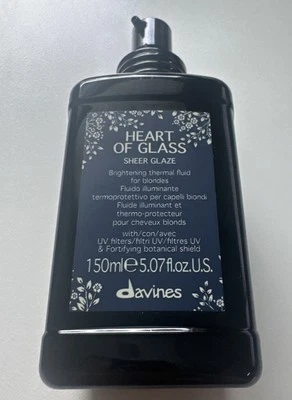 HEART
OF GLASS
SHEER GLAZE
Brightening thermal fluid
for blondes
Fluido illuminante
termoprotettivo per capelli biondi
Fluide illuminant et
thermo-protecteur
pour cheveux blonds
with/con/avec
UV filters/filtri UV/filtres UV
& Fortifying botanical shield
150ml℮5.07fl.oz.U.S.
davines